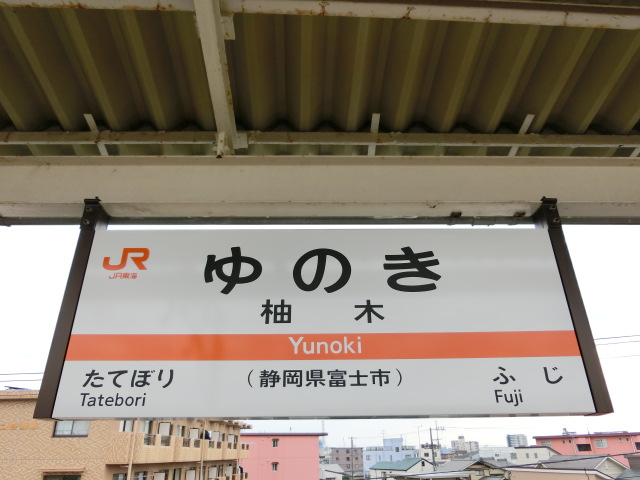 JR
JR東海
ゆのき
柚木
Yunoki
たてぼり (静岡県富士市) ふじ
Tatebori Fuji